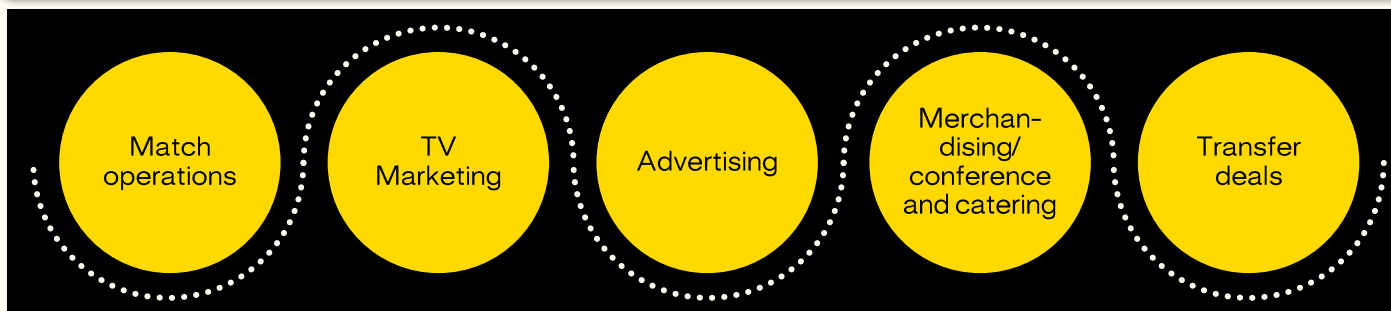 Match
operations
TV
Marketing
Advertising
Merchan-
dising/
conference
and catering
Transfer
deals